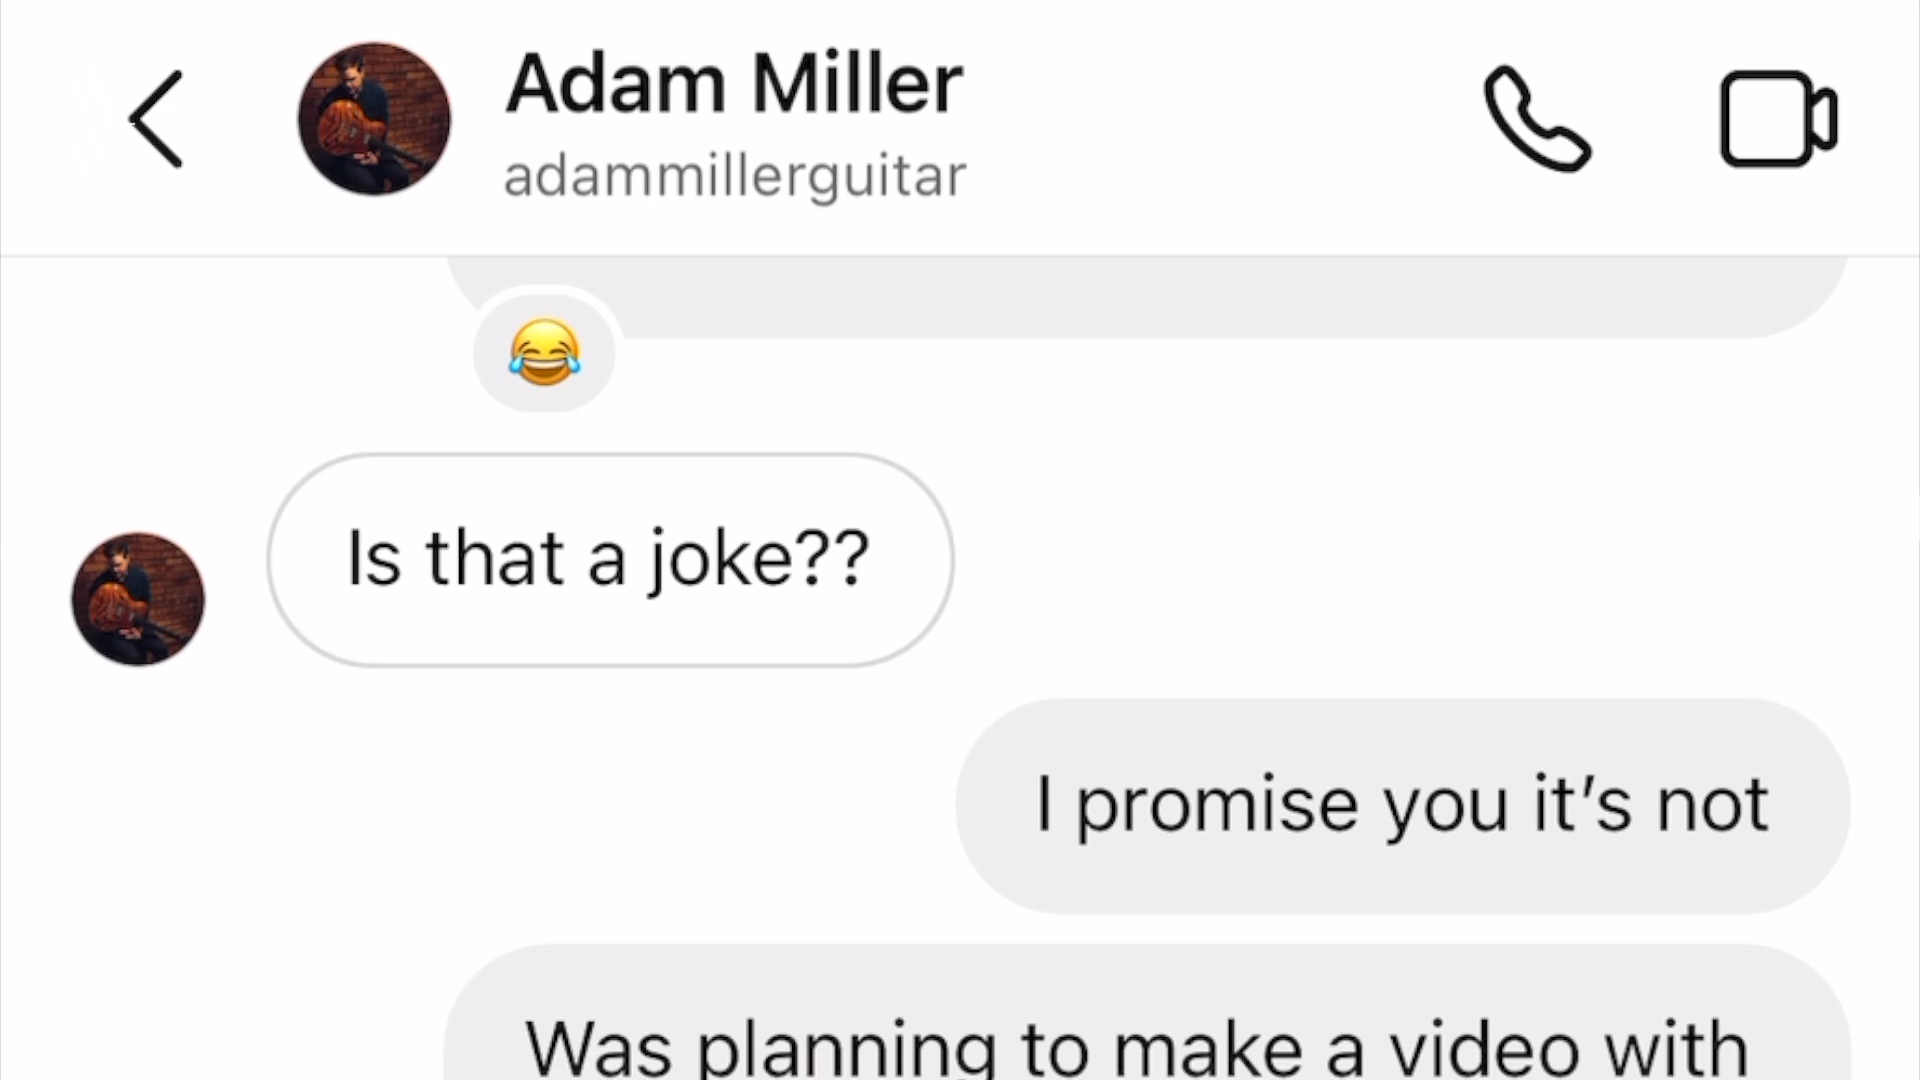 Adam Miller
adammillerguitar
😂
Is that a joke??
I promise you it’s not
Was planning to make a video with